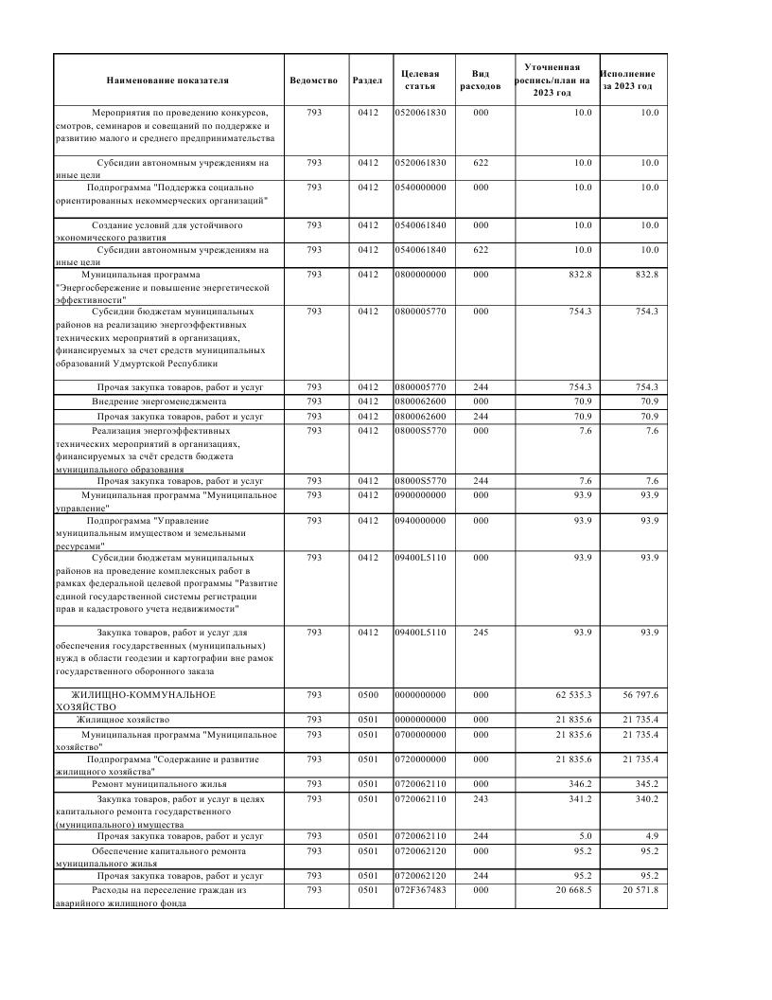 Наименование показателя Ведомство Раздел Целевая статья Вид расходов Уточненная роспись/план на 2023 год Исполнение за 2023 год
Мероприятия по проведению конкурсов, 793 0412 0520061830 000 10.0 10.0
смотров, семинаров и совещаний по поддержке и
развитию малого и среднего предпринимательства
Субсидии автономным учреждениям на 793 0412 0520061830 622 10.0 10.0
иные цели
Подпрограмма "Поддержка социально 793 0412 0540000000 000 10.0 10.0
ориентированных некоммерческих организаций"
Создание условий для устойчивого 793 0412 0540061840 000 10.0 10.0
экономического развития
Субсидии автономным учреждениям на 793 0412 0540061840 622 10.0 10.0
иные цели
Муниципальная программа 793 0412 0800000000 000 832.8 832.8
"Энергосбережение и повышение энергетической
эффективности"
Субсидии бюджетам муниципальных 793 0412 0800005770 000 754.3 754.3
районов на реализацию энергоэффективных
технических мероприятий в организациях,
финансируемых за счет средств муниципальных
образований Удмуртской Республики
Прочая закупка товаров, работ и услуг 793 0412 0800005770 244 754.3 754.3
Внедрение энергоменеджмента 793 0412 0800062600 000 70.9 70.9
Прочая закупка товаров, работ и услуг 793 0412 0800062600 244 70.9 70.9
Реализация энергоэффективных 793 0412 08000S5770 000 7.6 7.6
технических мероприятий в организациях,
финансируемых за счёт средств бюджета
муниципального образования
Прочая закупка товаров, работ и услуг 793 0412 08000S5770 244 7.6 7.6
Муниципальная программа "Муниципальное 793 0412 0900000000 000 93.9 93.9
управление"
Подпрограмма "Управление 793 0412 0940000000 000 93.9 93.9
муниципальным имуществом и земельными
ресурсами"
Субсидии бюджетам муниципальных 793 0412 09400L5110 000 93.9 93.9
районов на проведение комплексных работ в
рамках федеральной целевой программы "Развитие
единой государственной системы регистрации
прав и кадастрового учета недвижимости"
Закупка товаров, работ и услуг для 793 0412 09400L5110 245 93.9 93.9
обеспечения государственных (муниципальных)
нужд в области геодезии и картографии вне рамок
государственного оборонного заказа
ЖИЛИЩНО-КОММУНАЛЬНОЕ 793 0500 0000000000 000 62 535.3 56 797.6
ХОЗЯЙСТВО
Жилищное хозяйство 793 0501 0000000000 000 21 835.6 21 735.4
Муниципальная программа "Муниципальное 793 0501 0700000000 000 21 835.6 21 735.4
хозяйство"
Подпрограмма "Содержание и развитие 793 0501 0720000000 000 21 835.6 21 735.4
жилищного хозяйства"
Ремонт муниципального жилья 793 0501 0720062110 000 346.2 345.2
Закупка товаров, работ и услуг в целях 793 0501 0720062110 243 341.2 340.2
капитального ремонта государственного
(муниципального) имущества
Прочая закупка товаров, работ и услуг 793 0501 0720062110 244 5.0 4.9
Обеспечение капитального ремонта 793 0501 0720062120 000 95.2 95.2
муниципального жилья
Прочая закупка товаров, работ и услуг 793 0501 0720062120 244 95.2 95.2
Расходы на переселение граждан из 793 0501 072F367483 000 20 668.5 20 571.8
аварийного жилищного фонда